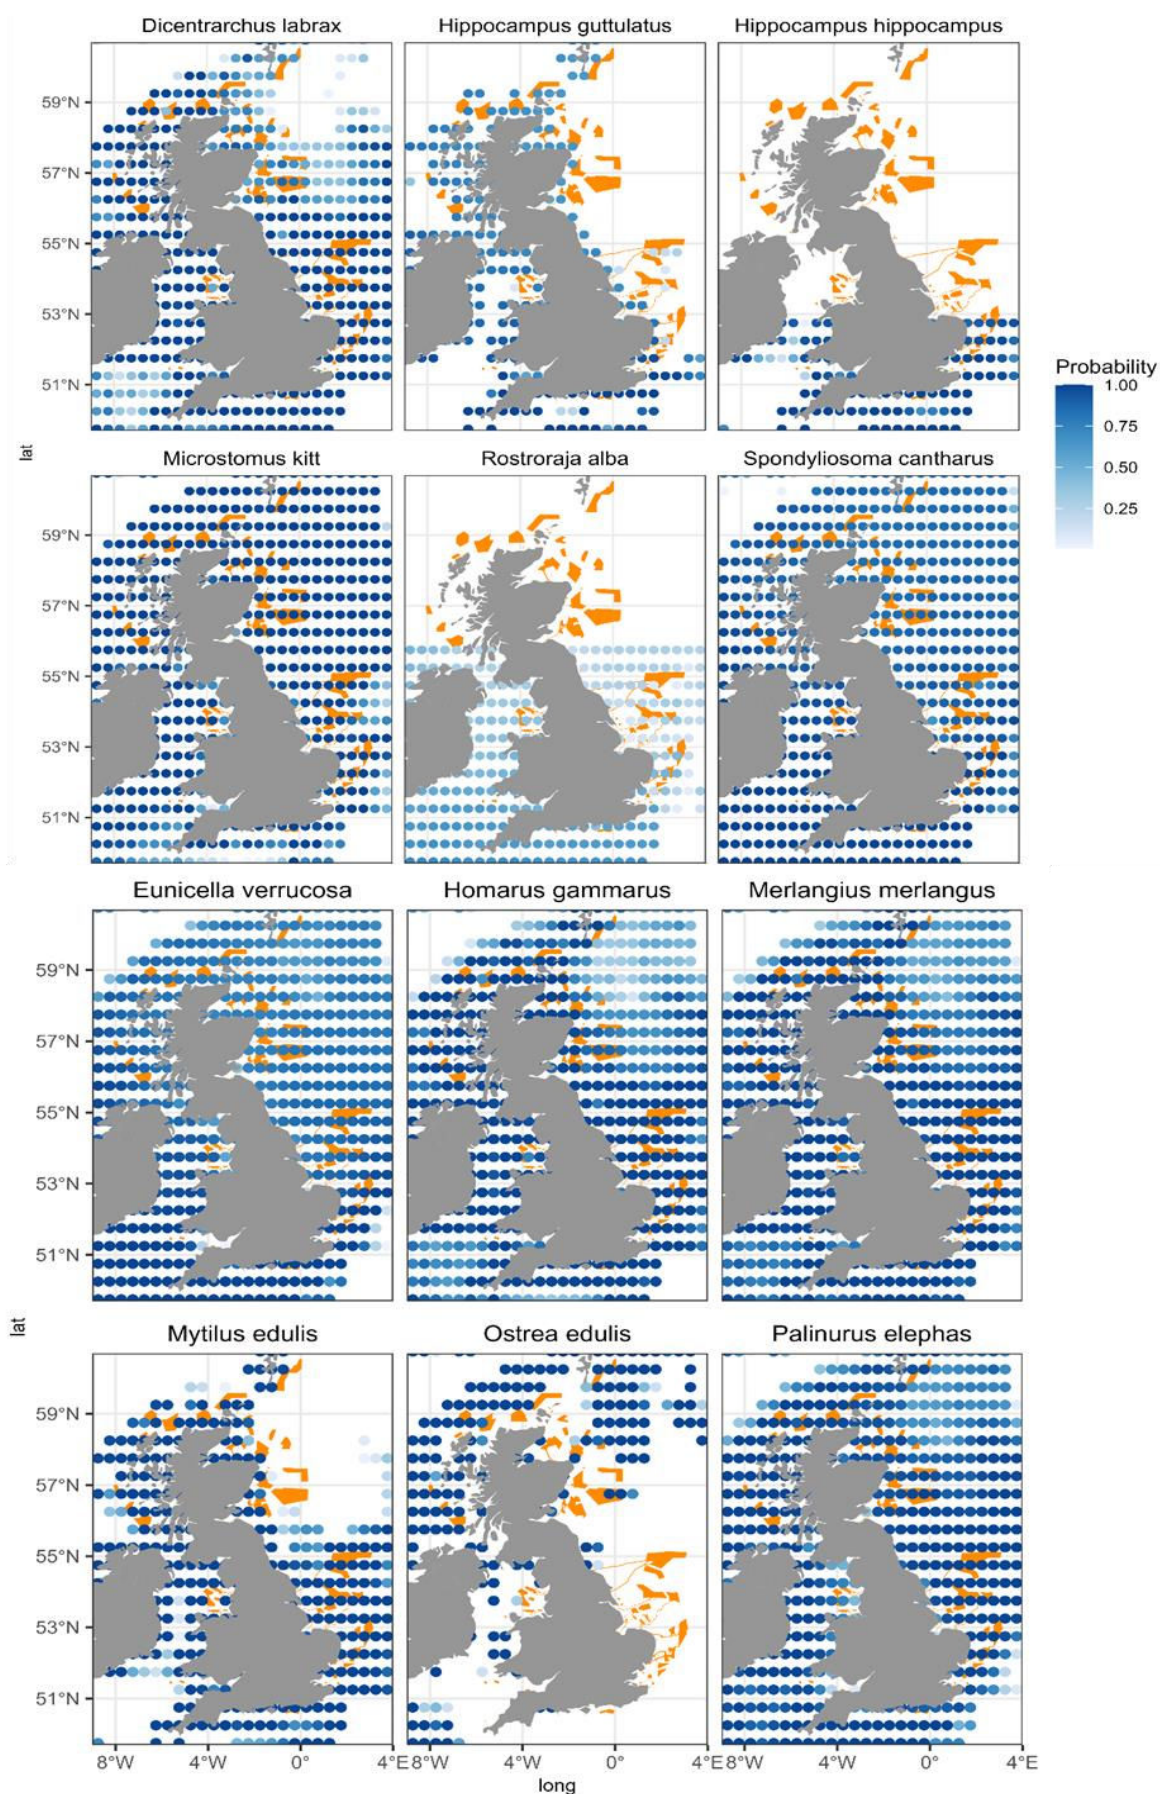 Dicentrarchus labrax
Hippocampus guttulatus
Hippocampus hippocampus
59°N
57°N
55°N
53°N
51°N
Probability
1.00
0.75
0.50
0.25
lat
Microstomus kitt
Rostroraja alba
Spondyliosoma cantharus
59°N
57°N
55°N
53°N
51°N
Eunicella verrucosa
Homarus gammarus
Merlangius merlangus
59°N
57°N
55°N
53°N
51°N
lat
Mytilus edulis
Ostrea edulis
Palinurus elephas
59°N
57°N
55°N
53°N
51°N
8°W 4°W 0° 4°E 8°W 4°W 0° 4°E 8°W 4°W 0° 4°E
long